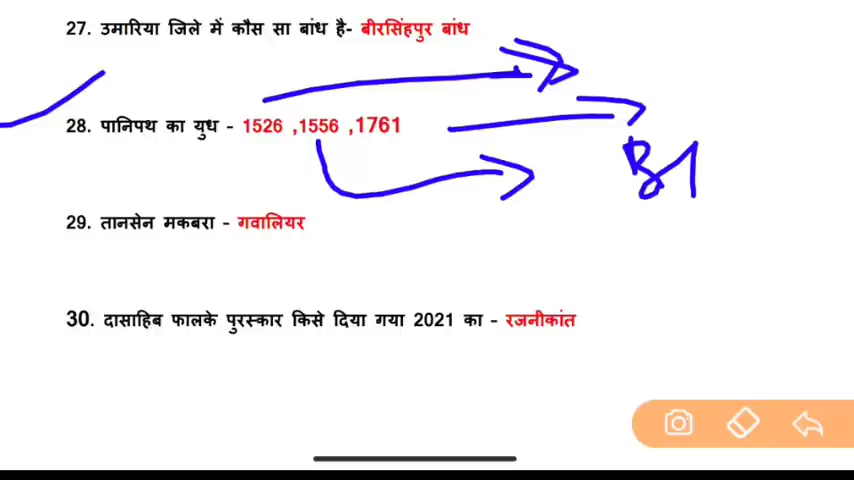 27. उमारिया जिले में कौस सा बांध है- बीरसिंहपुर बांध
28. पानिपथ का युध - 1526 ,1556 ,1761
29. तानसेन मकबरा - गवालियर
30. दासाहिब फालके पुरस्कार किसे दिया गया 2021 का - रजनीकांत